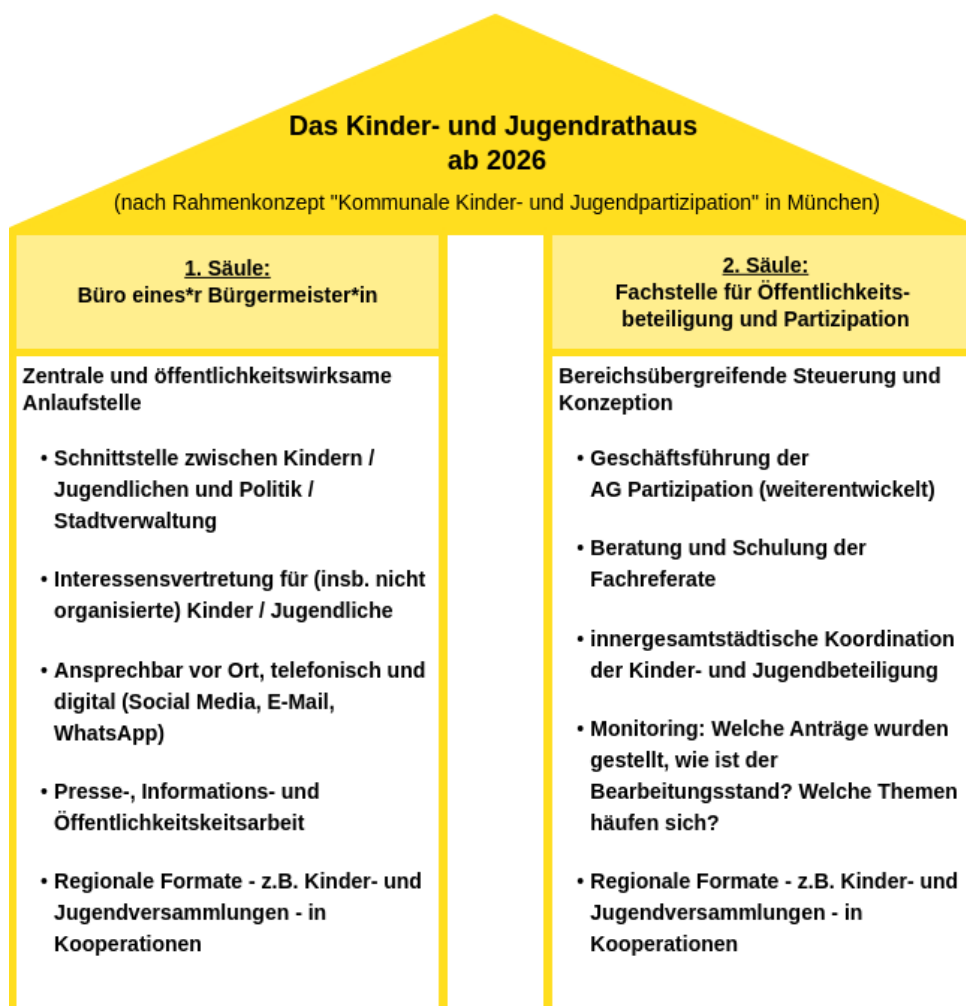 Das Kinder- und Jugendrathaus
ab 2026
(nach Rahmenkonzept "Kommunale Kinder- und Jugendpartizipation" in München)
1. Säule:
Büro eines*r Bürgermeister*in
Zentrale und öffentlichkeitswirksame
Anlaufstelle
• Schnittstelle zwischen Kindern /
Jugendlichen und Politik /
Stadtverwaltung
• Interessensvertretung für (insb. nicht
organisierte) Kinder / Jugendliche
• Ansprechbar vor Ort, telefonisch und
digital (Social Media, E-Mail,
WhatsApp)
• Presse-, Informations- und
Öffentlichkeitskeitsarbeit
• Regionale Formate - z.B. Kinder- und
Jugendversammlungen - in
Kooperationen
2. Säule:
Fachstelle für Öffentlichkeits-
beteiligung und Partizipation
Bereichsübergreifende Steuerung und
Konzeption
• Geschäftsführung der
AG Partizipation (weiterentwickelt)
• Beratung und Schulung der
Fachreferate
• innergesamtstädtische Koordination
der Kinder- und Jugendbeteiligung
• Monitoring: Welche Anträge wurden
gestellt, wie ist der
Bearbeitungsstand? Welche Themen
häufen sich?
• Regionale Formate - z.B. Kinder- und
Jugendversammlungen - in
Kooperationen